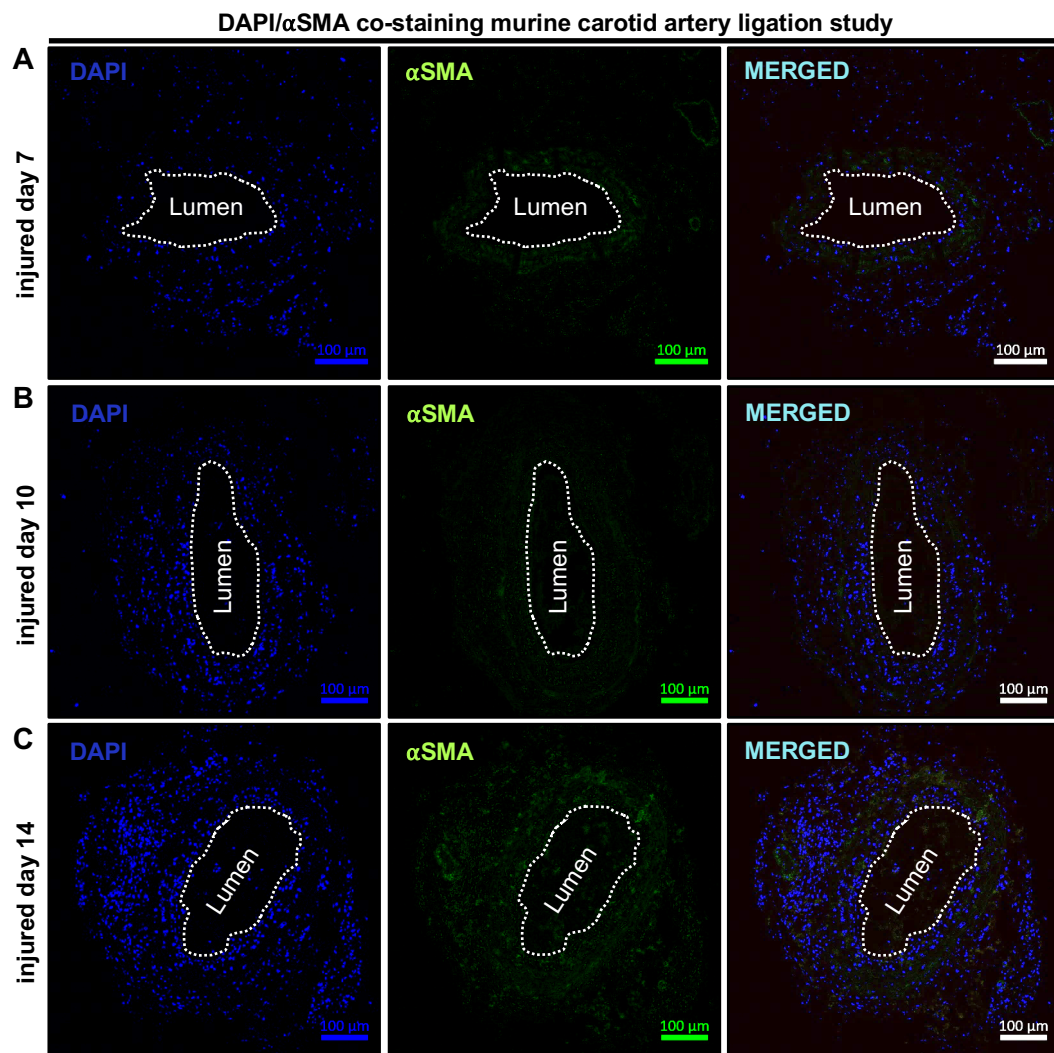 DAPI/αSMA co-staining murine carotid artery ligation study
A
injured day 7
DAPI
Lumen
100 µm
αSMA
Lumen
100 µm
MERGED
Lumen
100 µm
B
injured day 10
DAPI
Lumen
100 µm
αSMA
Lumen
100 µm
MERGED
Lumen
100 µm
C
injured day 14
DAPI
Lumen
100 µm
αSMA
Lumen
100 µm
MERGED
Lumen
100 µm